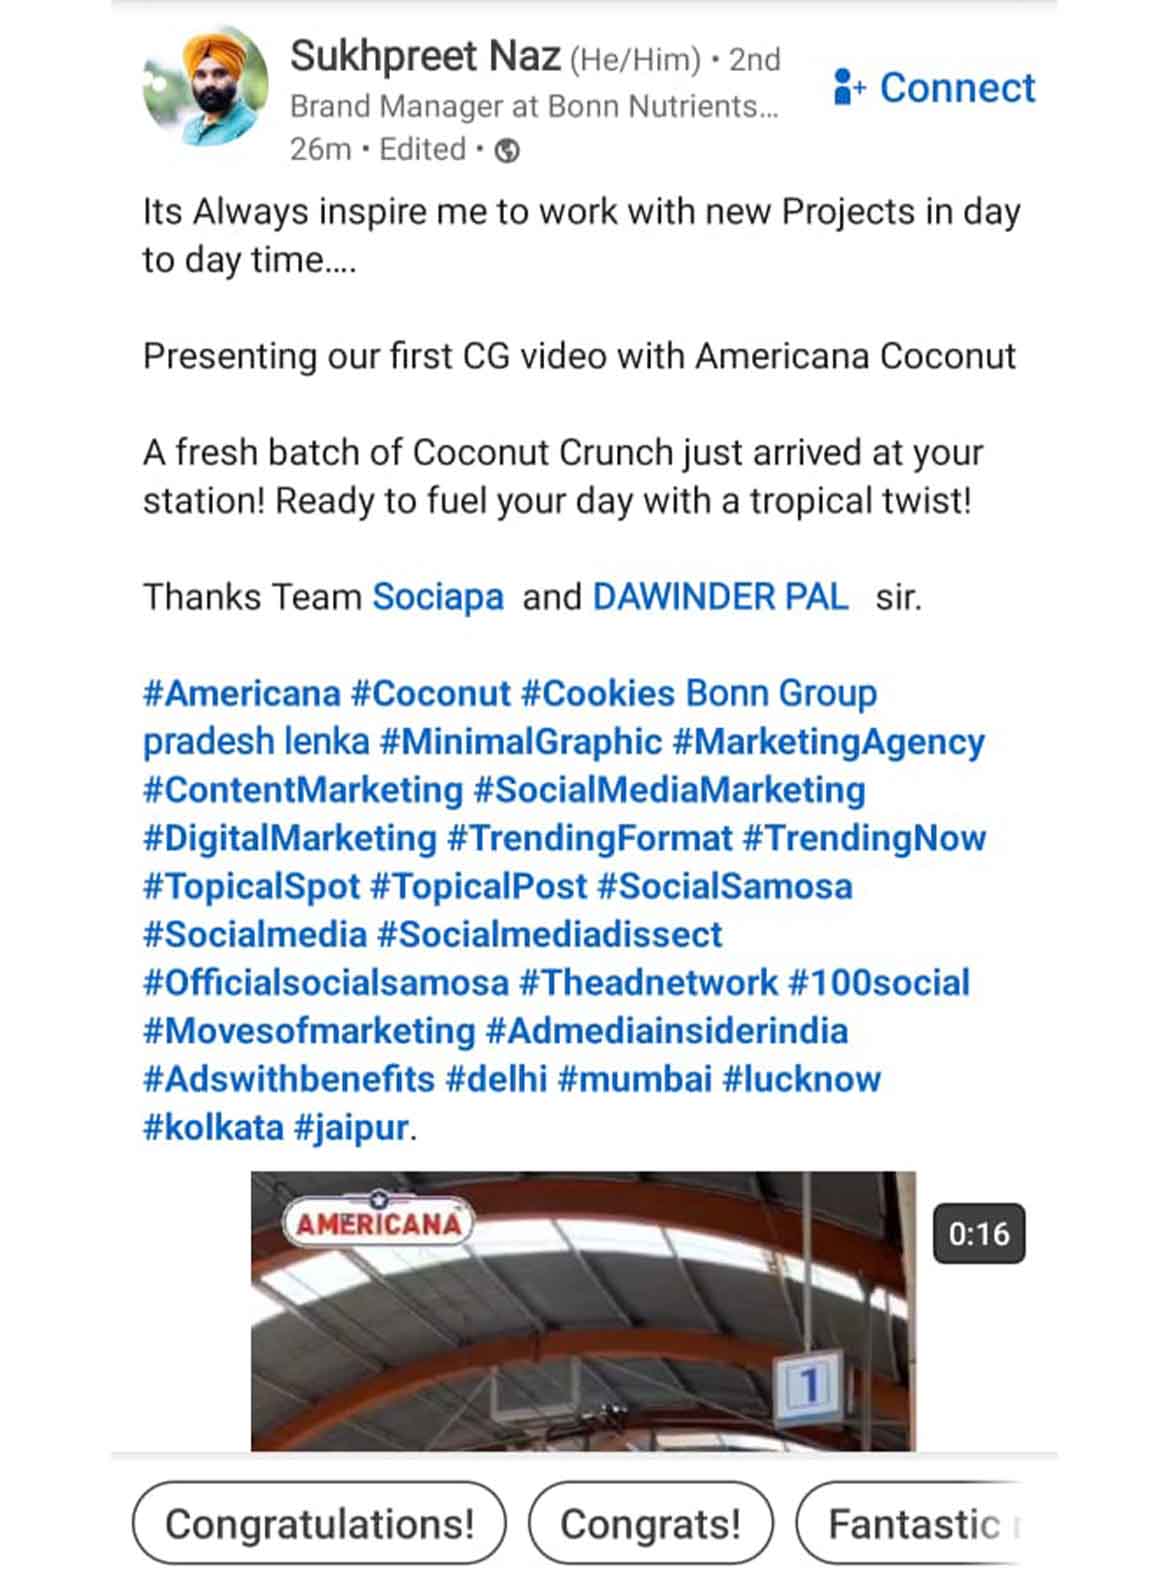 Sukhpreet Naz (He/Him) • 2nd
Brand Manager at Bonn Nutrients...
26m • Edited •
Connect
Its Always inspire me to work with new Projects in day
to day time....
Presenting our first CG video with Americana Coconut
A fresh batch of Coconut Crunch just arrived at your
station! Ready to fuel your day with a tropical twist!
Thanks Team Sociapa and DAWINDER PAL sir.
#Americana #Coconut #Cookies Bonn Group
pradesh lenka #MinimalGraphic #MarketingAgency
#ContentMarketing #SocialMediaMarketing
#DigitalMarketing #TrendingFormat #TrendingNow
#TopicalSpot #TopicalPost #SocialSamosa
#Socialmedia #Socialmediadissect
#Officialsocialsamosa #Theadnetwork #100social
#Movesofmarketing #Admediainsiderindia
#Adswithbenefits #delhi #mumbai #lucknow
#kolkata #jaipur.
AMERICANA
0:16
1
Congratulations! Congrats! Fantastic